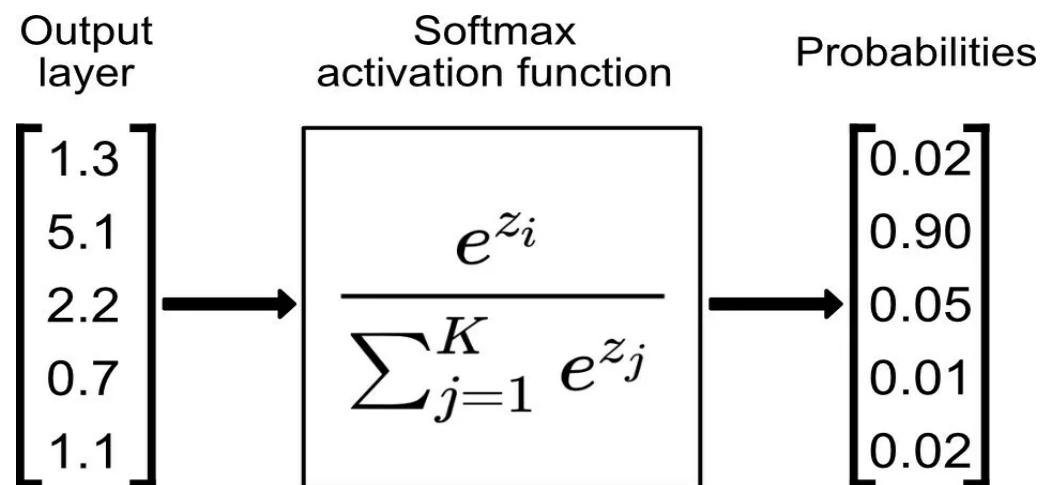 Output
layer
Softmax
activation function
Probabilities
1.3
5.1
2.2
0.7
1.1
e^{z_i}
∑_{j=1}^{K} e^{z_j}
0.02
0.90
0.05
0.01
0.02